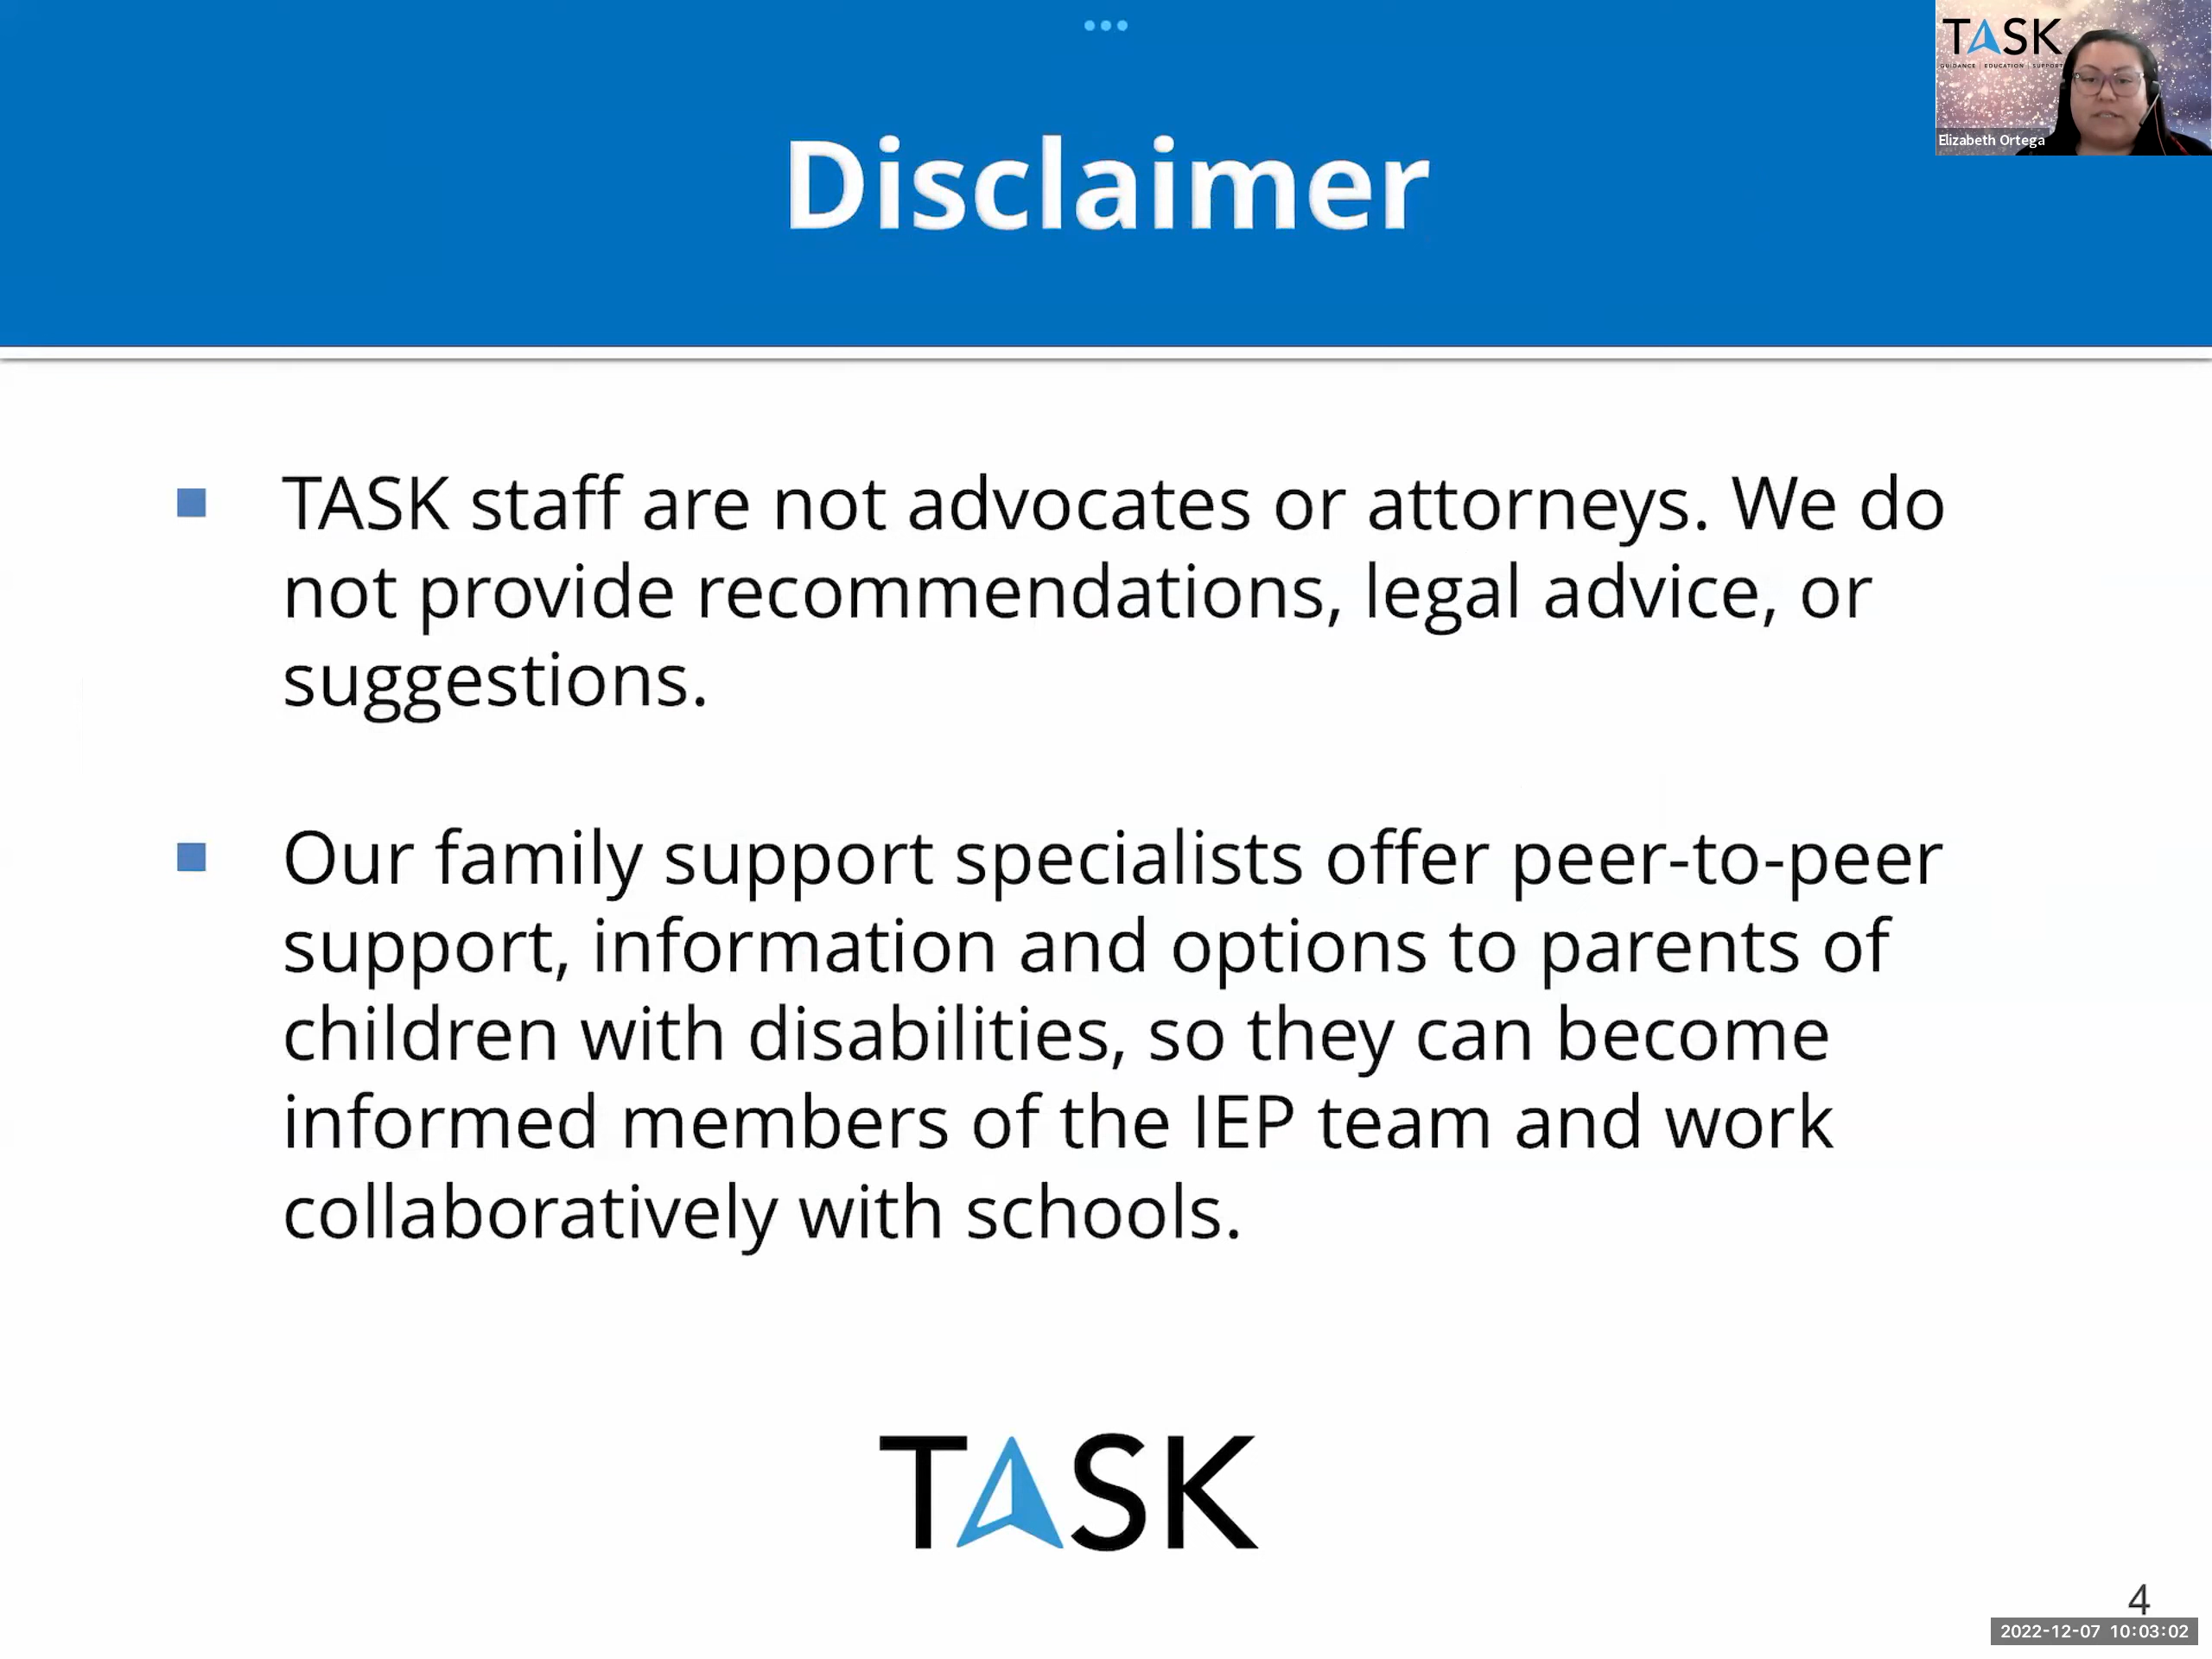 TASK
GUIDANCE | EDUCATION | SUPPORT
Elizabeth Ortega
Disclaimer
TASK staff are not advocates or attorneys. We do
not provide recommendations, legal advice, or
suggestions.
Our family support specialists offer peer-to-peer
support, information and options to parents of
children with disabilities, so they can become
informed members of the IEP team and work
collaboratively with schools.
TASK
4
2022-12-07 10:03:02